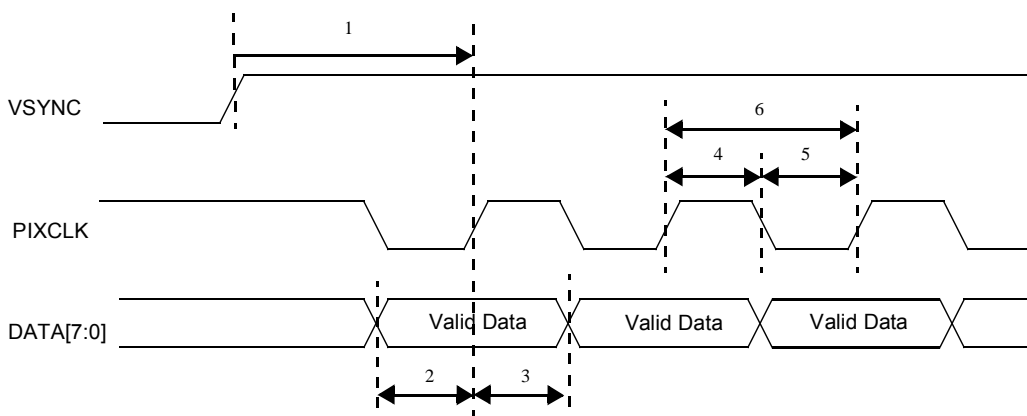 1
VSYNC
6
4 5
PIXCLK
DATA[7:0] Valid Data Valid Data Valid Data
2 3